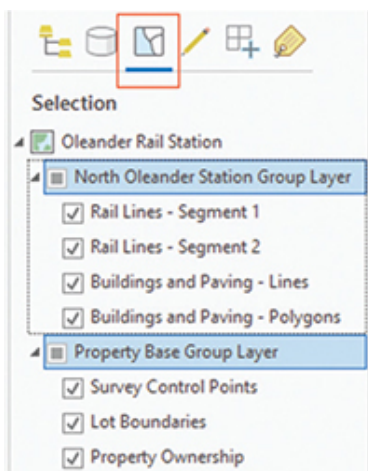 Selection
Oleander Rail Station
North Oleander Station Group Layer
Rail Lines - Segment 1
Rail Lines - Segment 2
Buildings and Paving - Lines
Buildings and Paving - Polygons
Property Base Group Layer
Survey Control Points
Lot Boundaries
Property Ownership